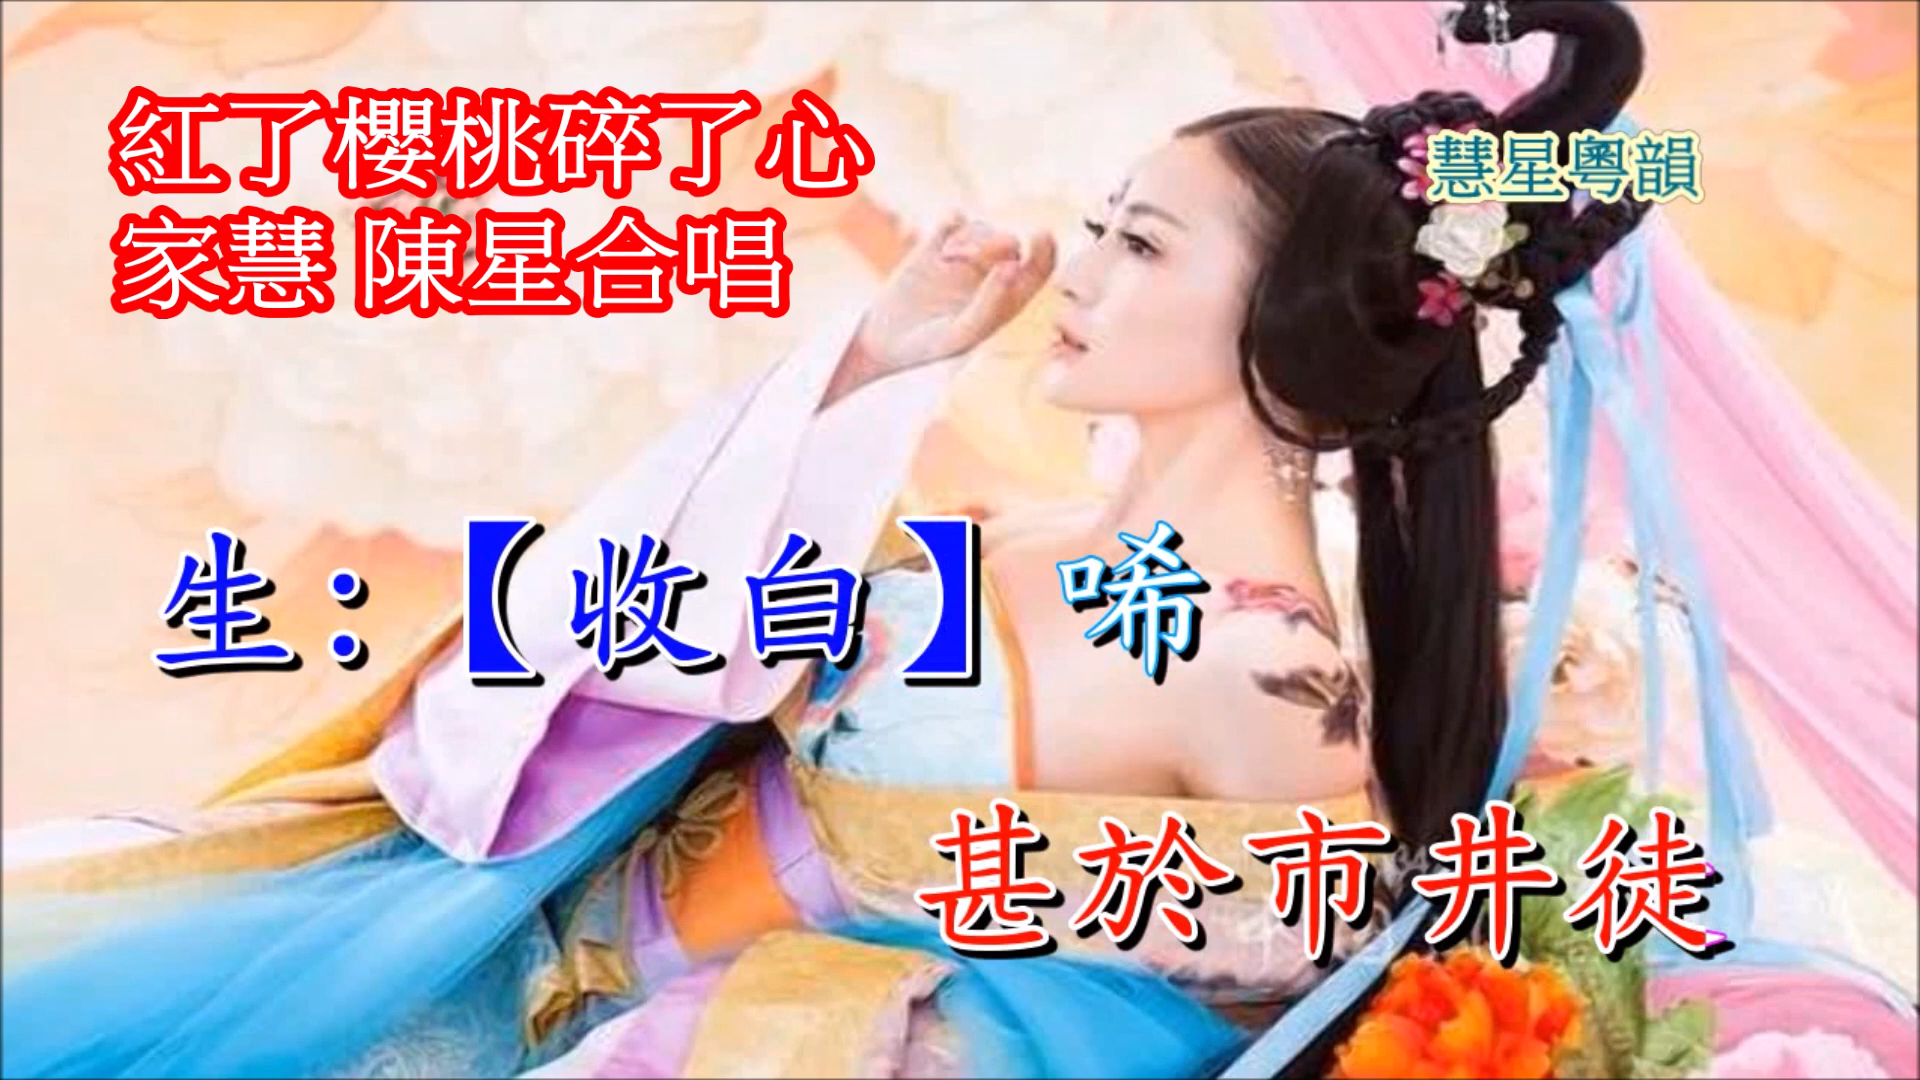 紅了櫻桃碎了心
慧星粵韻
家慧 陳星合唱
生：【收白】唏
甚於市井徒